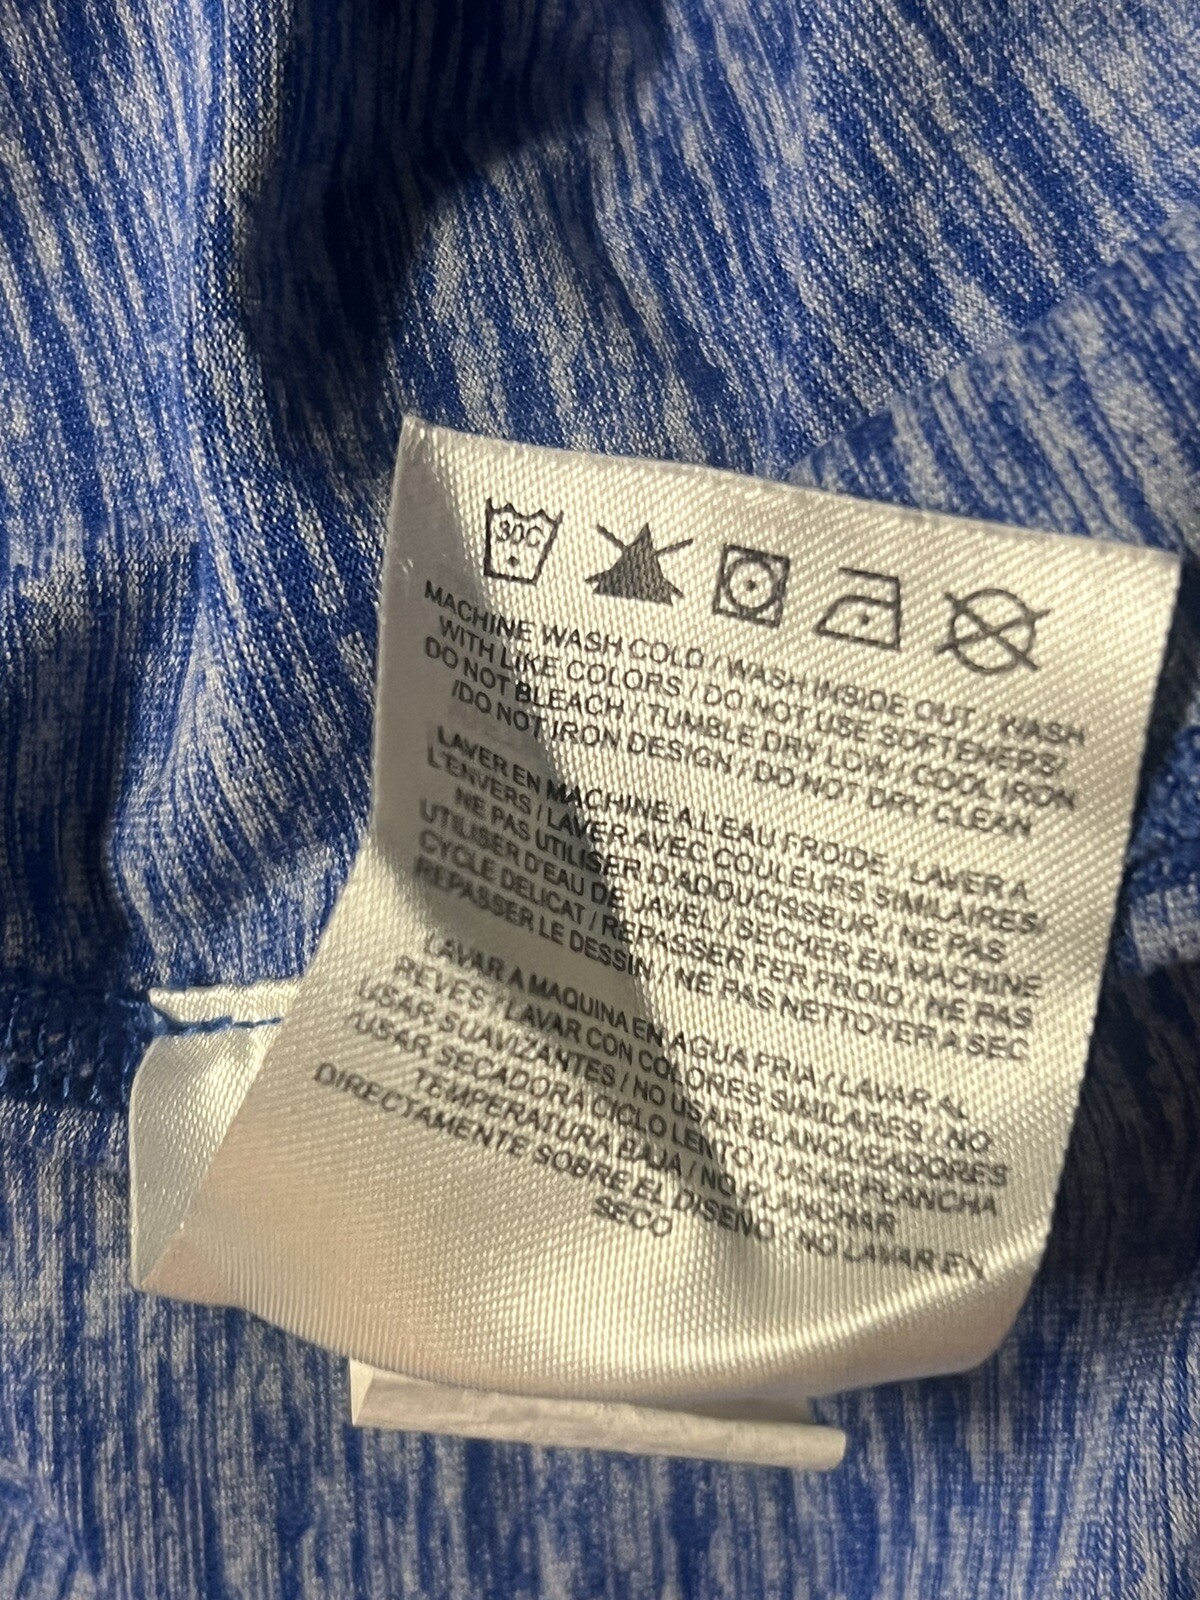 30C
MACHINE WASH COLD / WASH INSIDE OUT / WASH
WITH LIKE COLORS / DO NOT USE SOFTENERS/
DO NOT BLEACH / TUMBLE DRY LOW / COOL IRON
/DO NOT IRON DESIGN / DO NOT DRY CLEAN
LAVER EN MACHINE A L'EAU FROIDE / LAVER A
L'ENVERS / LAVER AVEC COULEURS SIMILAIRES/
NE PAS UTILISER D'ADOUCISSEUR / NE PAS
UTILISER D'EAU DE JAVEL / SECHER EN MACHINE
CYCLE DELICAT / REPASSER FER FROID / NE PAS
REPASSER LE DESSIN / NE PAS NETTOYER A SEC
LAVAR A MAQUINA EN AGUA FRIA / LAVAR AL
REVES / LAVAR CON COLORES SIMILARES / NO
USAR SUAVIZANTES / NO USAR BLANQUEADORES
/USAR SECADORA CICLO LENTO / USAR PLANCHA
TEMPERATURA BAJA / NO PLANCHAR
DIRECTAMENTE SOBRE EL DISENO / NO LAVAR EN
SECO